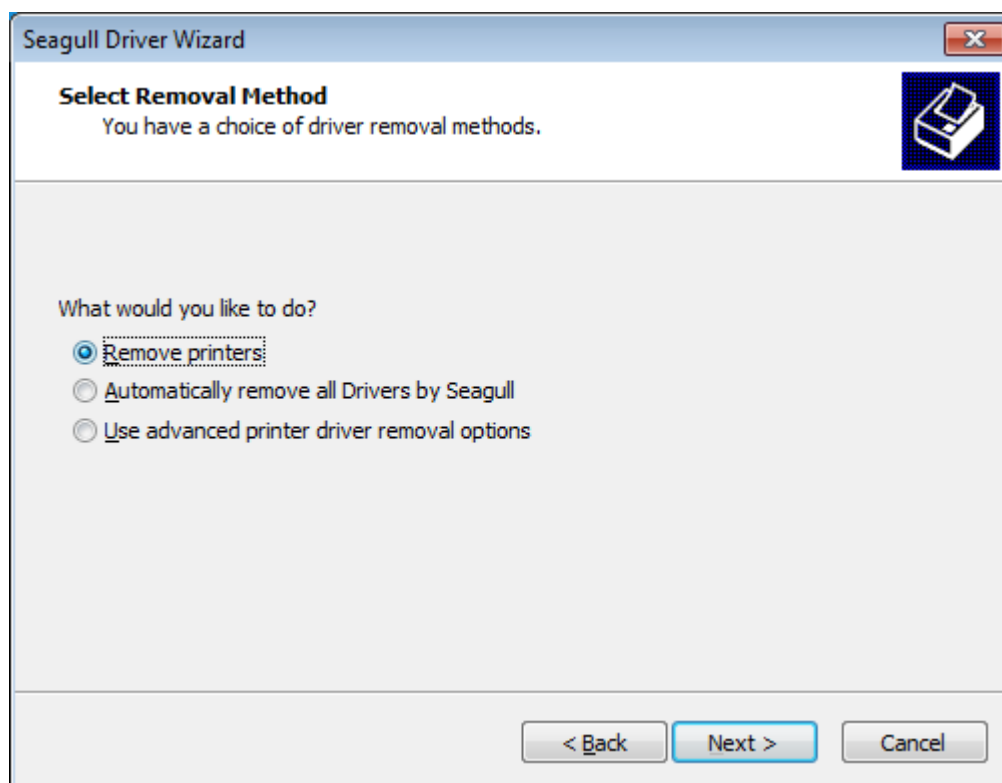 Seagull Driver Wizard
Select Removal Method
You have a choice of driver removal methods.
What would you like to do?
Remove printers
Automatically remove all Drivers by Seagull
Use advanced printer driver removal options
< Back Next > Cancel